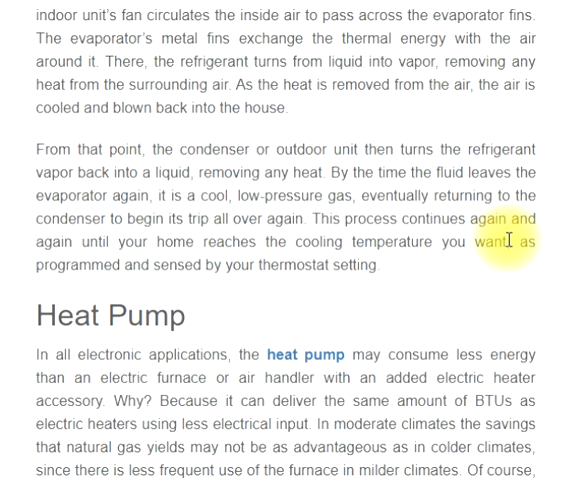 indoor unit's fan circulates the inside air to pass across the evaporator fins.
The evaporator's metal fins exchange the thermal energy with the air
around it. There, the refrigerant turns from liquid into vapor, removing any
heat from the surrounding air. As the heat is removed from the air, the air is
cooled and blown back into the house.
From that point, the condenser or outdoor unit then turns the refrigerant
vapor back into a liquid, removing any heat. By the time the fluid leaves the
evaporator again, it is a cool, low-pressure gas, eventually returning to the
condenser to begin its trip all over again. This process continues again and
again until your home reaches the cooling temperature you want, as
programmed and sensed by your thermostat setting.
Heat Pump
In all electronic applications, the heat pump may consume less energy
than an electric furnace or air handler with an added electric heater
accessory. Why? Because it can deliver the same amount of BTUs as
electric heaters using less electrical input. In moderate climates the savings
that natural gas yields may not be as advantageous as in colder climates,
since there is less frequent use of the furnace in milder climates. Of course,